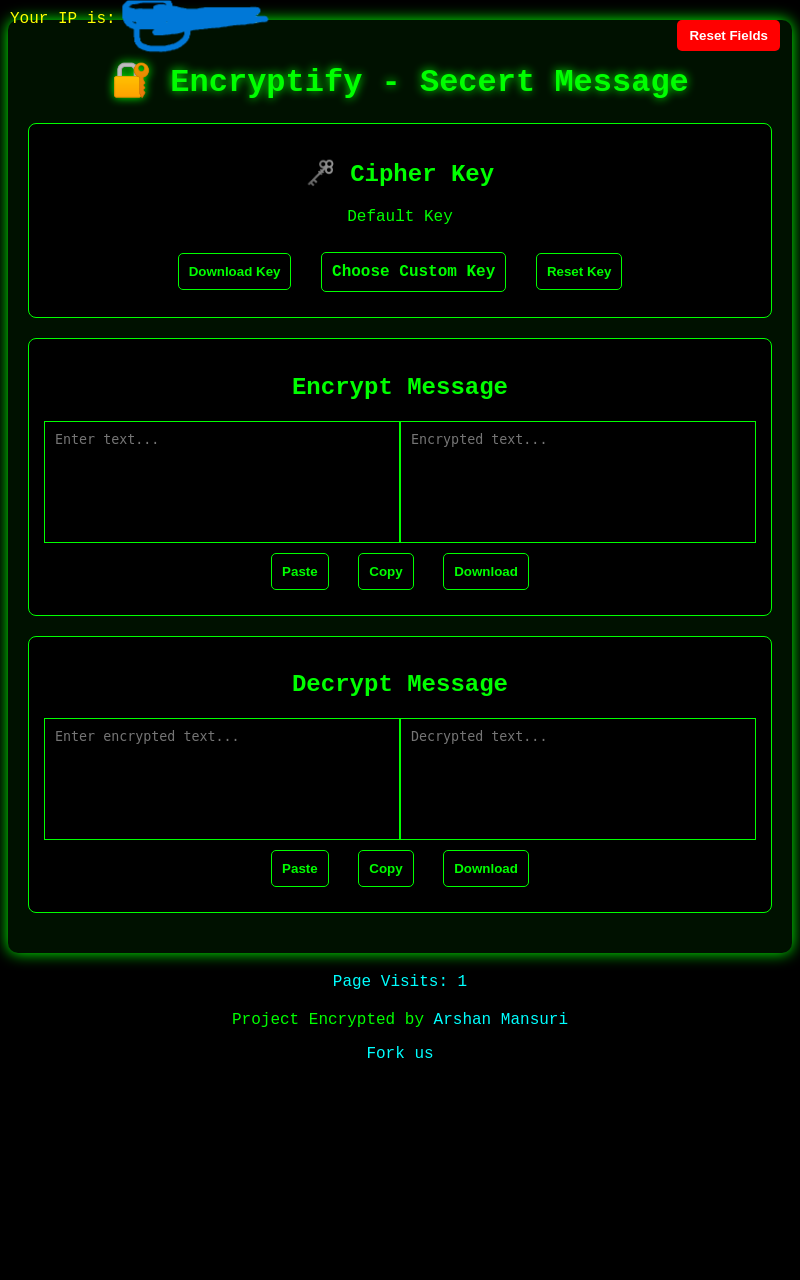 Your IP is:
Reset Fields
🔐 Encryptify - Secert Message
🗝 Cipher Key
Default Key
Download Key Choose Custom Key Reset Key
Encrypt Message
Enter text... Encrypted text...
Paste Copy Download
Decrypt Message
Enter encrypted text... Decrypted text...
Paste Copy Download
Page Visits: 1
Project Encrypted by Arshan Mansuri
Fork us